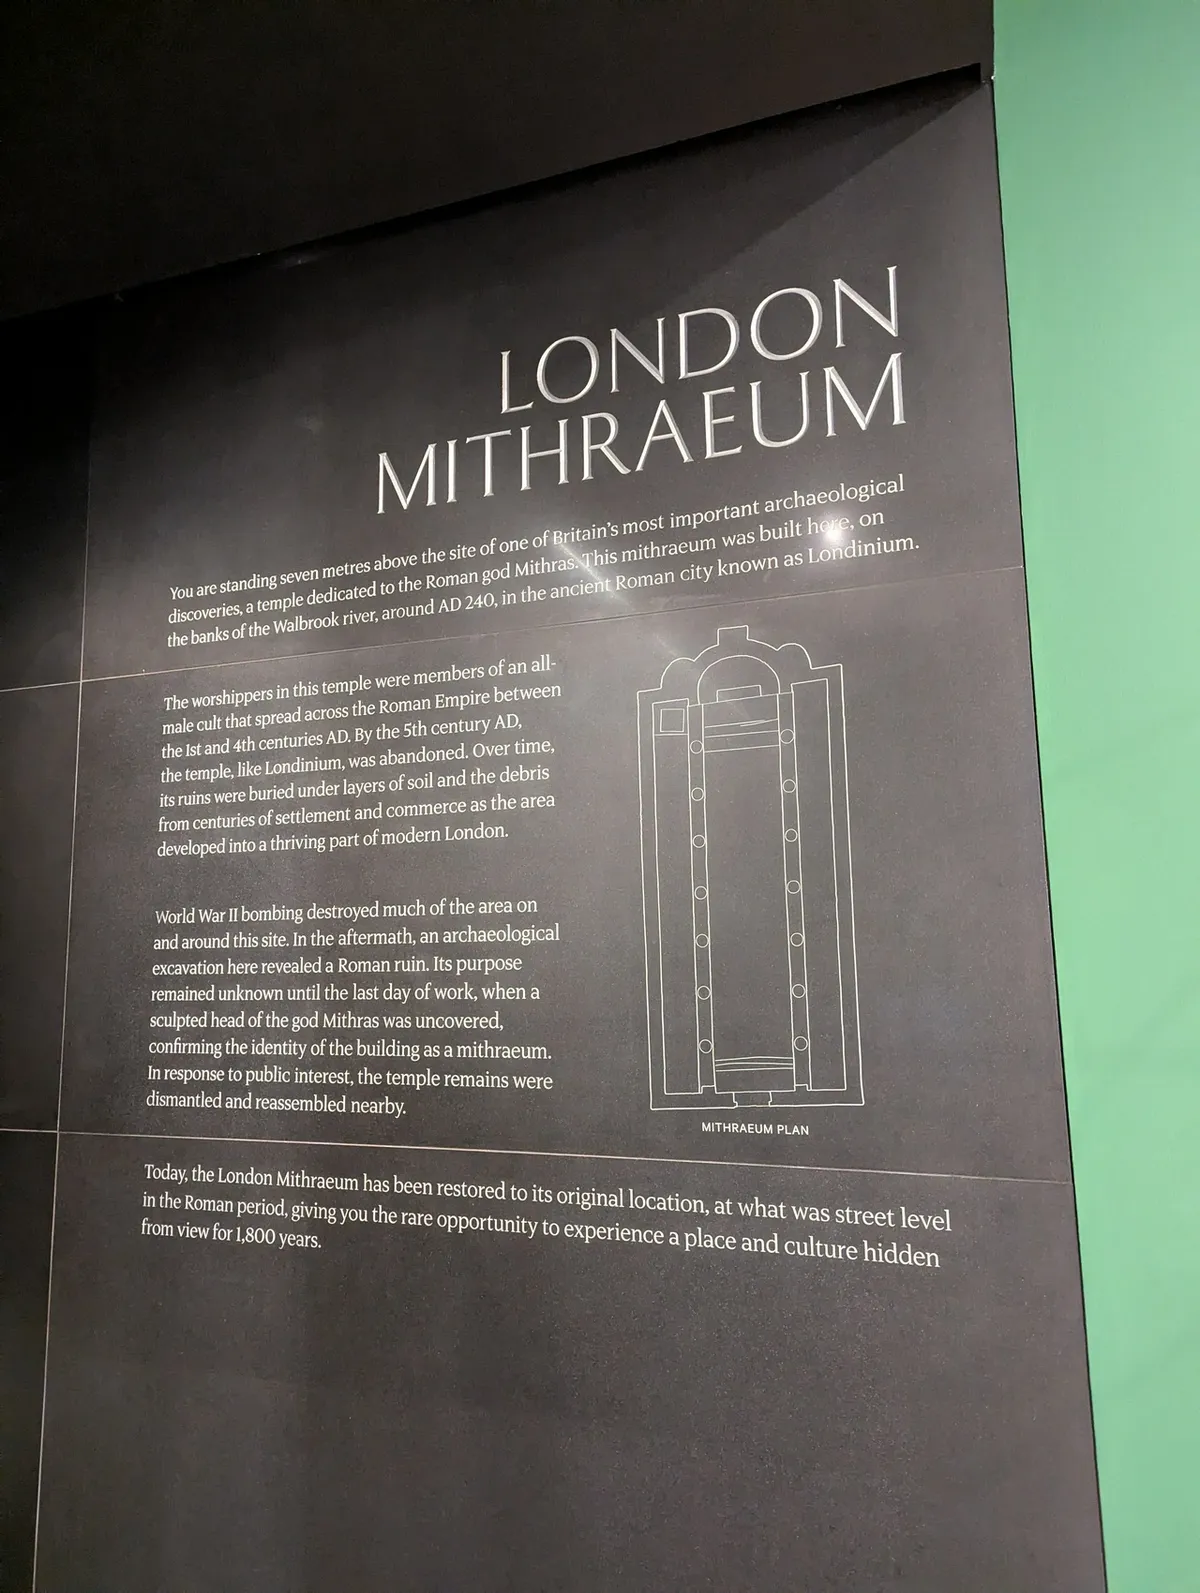 LONDON
MITHRAEUM
You are standing seven metres above the site of one of Britain's most important archaeological
discoveries, a temple dedicated to the Roman god Mithras. This mithraeum was built here, on
the banks of the Walbrook river, around AD 240, in the ancient Roman city known as Londinium.
The worshippers in this temple were members of an all-
male cult that spread across the Roman Empire between
the 1st and 4th centuries AD. By the 5th century AD,
the temple, like Londinium, was abandoned. Over time,
its ruins were buried under layers of soil and the debris
from centuries of settlement and commerce as the area
developed into a thriving part of modern London.
World War II bombing destroyed much of the area on
and around this site. In the aftermath, an archaeological
excavation here revealed a Roman ruin. Its purpose
remained unknown until the last day of work, when a
sculpted head of the god Mithras was uncovered,
confirming the identity of the building as a mithraeum.
In response to public interest, the temple remains were
dismantled and reassembled nearby.
MITHRAEUM PLAN
Today, the London Mithraeum has been restored to its original location, at what was street level
in the Roman period, giving you the rare opportunity to experience a place and culture hidden
from view for 1,800 years.